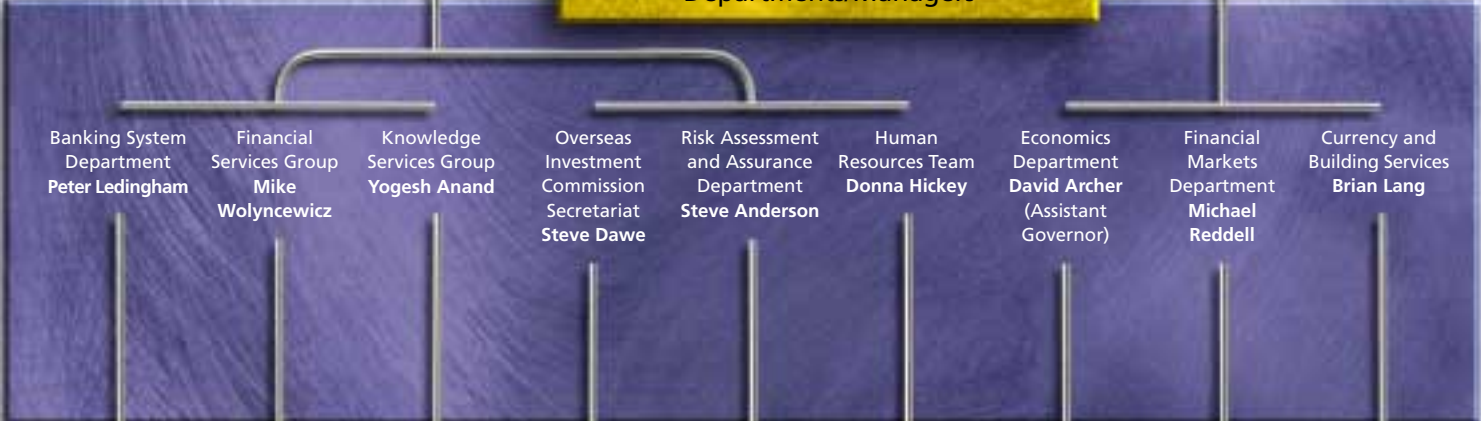 Departments/Managers
Banking System
Department
Peter Ledingham
Financial
Services Group
Mike
Wolyncewicz
Knowledge
Services Group
Yogesh Anand
Overseas
Investment
Commission
Secretariat
Steve Dawe
Risk Assessment
and Assurance
Department
Steve Anderson
Human
Resources Team
Donna Hickey
Economics
Department
David Archer
(Assistant
Governor)
Financial
Markets
Department
Michael
Reddell
Currency and
Building Services
Brian Lang